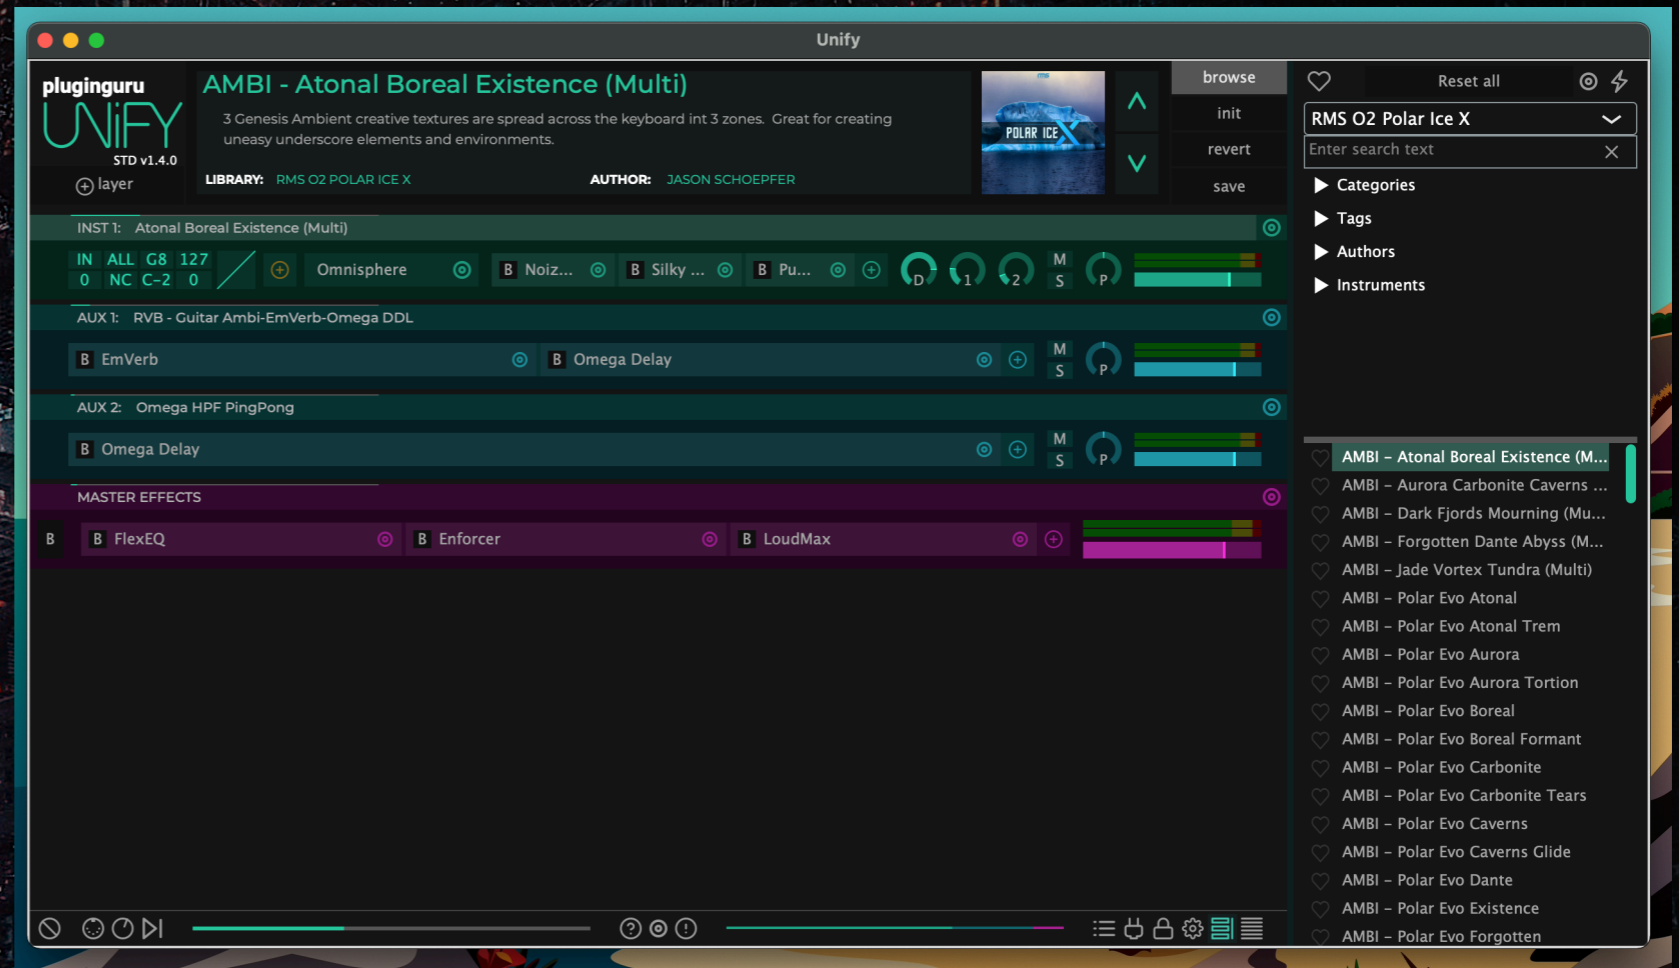 Unify
pluginguru
UNiFY
STD v1.4.0
layer
AMBI - Atonal Boreal Existence (Multi)
3 Genesis Ambient creative textures are spread across the keyboard int 3 zones. Great for creating
uneasy underscore elements and environments.
LIBRARY: RMS O2 POLAR ICE X
AUTHOR: JASON SCHOEPFER
POLAR ICE X
browse
init
revert
save
INST 1: Atonal Boreal Existence (Multi)
IN ALL G8 127
0 NC C-2 0
Omnisphere
B Noiz...
B Silky ...
B Pu...
D 1 2
M
S
P
AUX 1: RVB - Guitar Ambi-EmVerb-Omega DDL
B EmVerb
B Omega Delay
M
S
P
AUX 2: Omega HPF PingPong
B Omega Delay
M
S
P
MASTER EFFECTS
B
B FlexEQ
B Enforcer
B LoudMax
Reset all
RMS O2 Polar Ice X
Enter search text
Categories
Tags
Authors
Instruments
AMBI – Atonal Boreal Existence (M...
AMBI – Aurora Carbonite Caverns ...
AMBI – Dark Fjords Mourning (Mu...
AMBI – Forgotten Dante Abyss (M...
AMBI – Jade Vortex Tundra (Multi)
AMBI – Polar Evo Atonal
AMBI – Polar Evo Atonal Trem
AMBI – Polar Evo Aurora
AMBI – Polar Evo Aurora Tortion
AMBI – Polar Evo Boreal
AMBI – Polar Evo Boreal Formant
AMBI – Polar Evo Carbonite
AMBI – Polar Evo Carbonite Tears
AMBI – Polar Evo Caverns
AMBI – Polar Evo Caverns Glide
AMBI – Polar Evo Dante
AMBI – Polar Evo Existence
AMBI – Polar Evo Forgotten